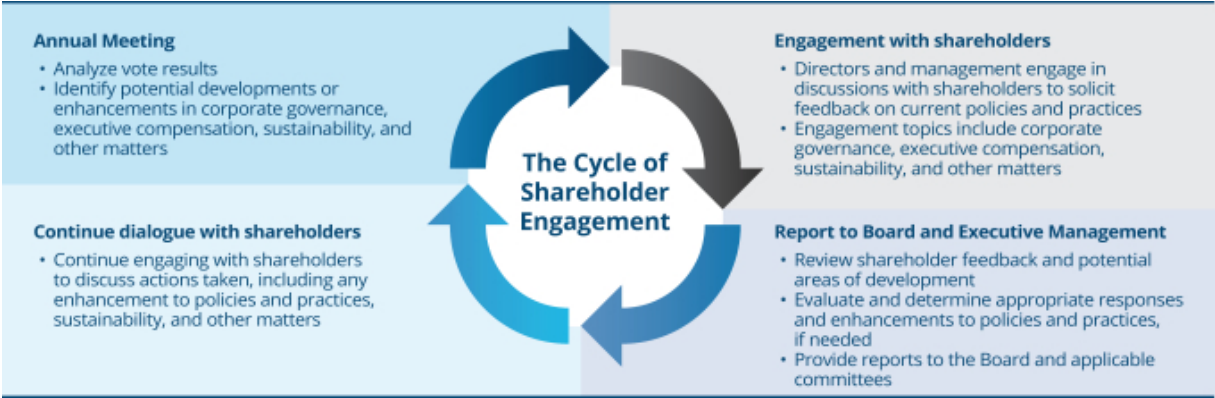 Annual Meeting
• Analyze vote results
• Identify potential developments or
enhancements in corporate governance,
executive compensation, sustainability, and
other matters
Engagement with shareholders
• Directors and management engage in
discussions with shareholders to solicit
feedback on current policies and practices
• Engagement topics include corporate
governance, executive compensation,
sustainability, and other matters
The Cycle of
Shareholder
Engagement
Continue dialogue with shareholders
• Continue engaging with shareholders
to discuss actions taken, including any
enhancement to policies and practices,
sustainability, and other matters
Report to Board and Executive Management
• Review shareholder feedback and potential
areas of development
• Evaluate and determine appropriate responses
and enhancements to policies and practices,
if needed
• Provide reports to the Board and applicable
committees